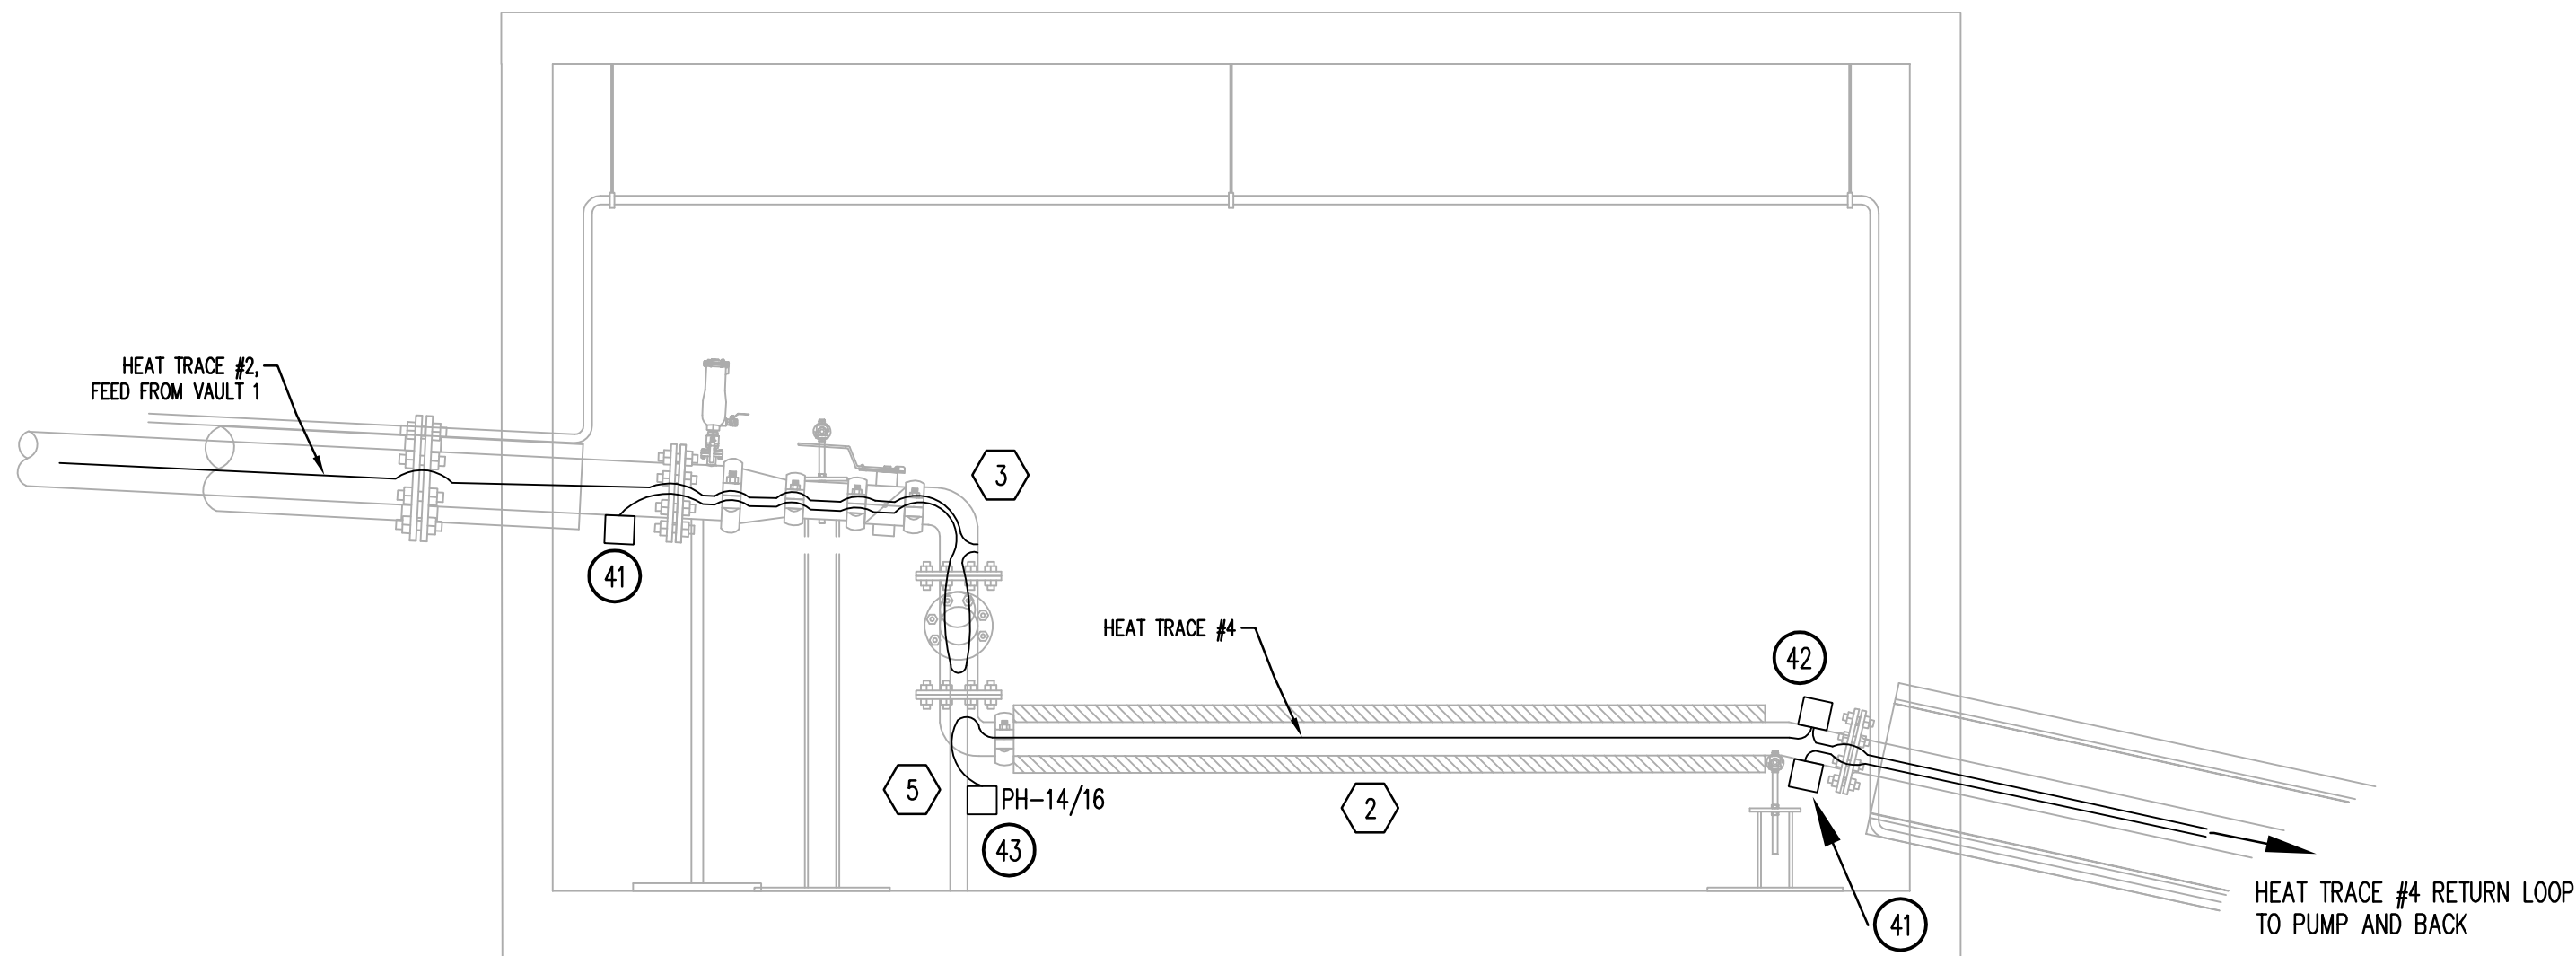 HEAT TRACE #2,
FEED FROM VAULT 1
3
41
HEAT TRACE #4
42
5
PH-14/16
2
43
41
HEAT TRACE #4 RETURN LOOP
TO PUMP AND BACK